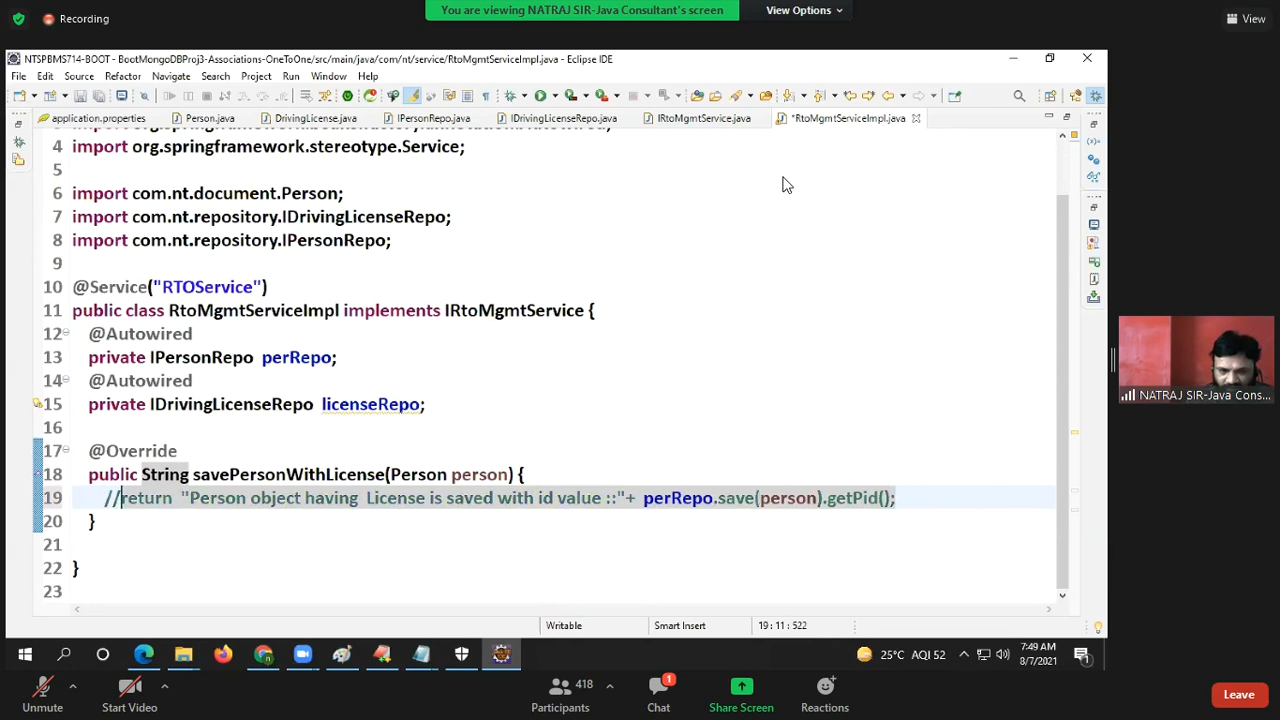 Recording
You are viewing NATRAJ SIR-Java Consultant's screen
View Options
View
NTSPBMS714-BOOT - BootMongoDBProj3-Associations-OneToOne/src/main/java/com/nt/service/RtoMgmtServiceImpl.java - Eclipse IDE
File Edit Source Refactor Navigate Search Project Run Window Help
application.properties Person.java DrivingLicense.java IPersonRepo.java IDrivingLicenseRepo.java IRtoMgmtService.java *RtoMgmtServiceImpl.java
4 import org.springframework.stereotype.Service;
5
6 import com.nt.document.Person;
7 import com.nt.repository.IDrivingLicenseRepo;
8 import com.nt.repository.IPersonRepo;
9
10 @Service("RTOService")
11 public class RtoMgmtServiceImpl implements IRtoMgmtService {
12 @Autowired
13 private IPersonRepo perRepo;
14 @Autowired
15 private IDrivingLicenseRepo licenseRepo;
16
17 @Override
18 public String savePersonWithLicense(Person person) {
19 //return "Person object having License is saved with id value ::"+ perRepo.save(person).getPid();
20 }
21
22 }
23
Writable Smart Insert 19 : 11 : 522
NATRAJ SIR-Java Cons...
25°C AQI 52
7:49 AM
8/7/2021
1
Unmute
Start Video
418
Participants
1
Chat
Share Screen
Reactions
Leave